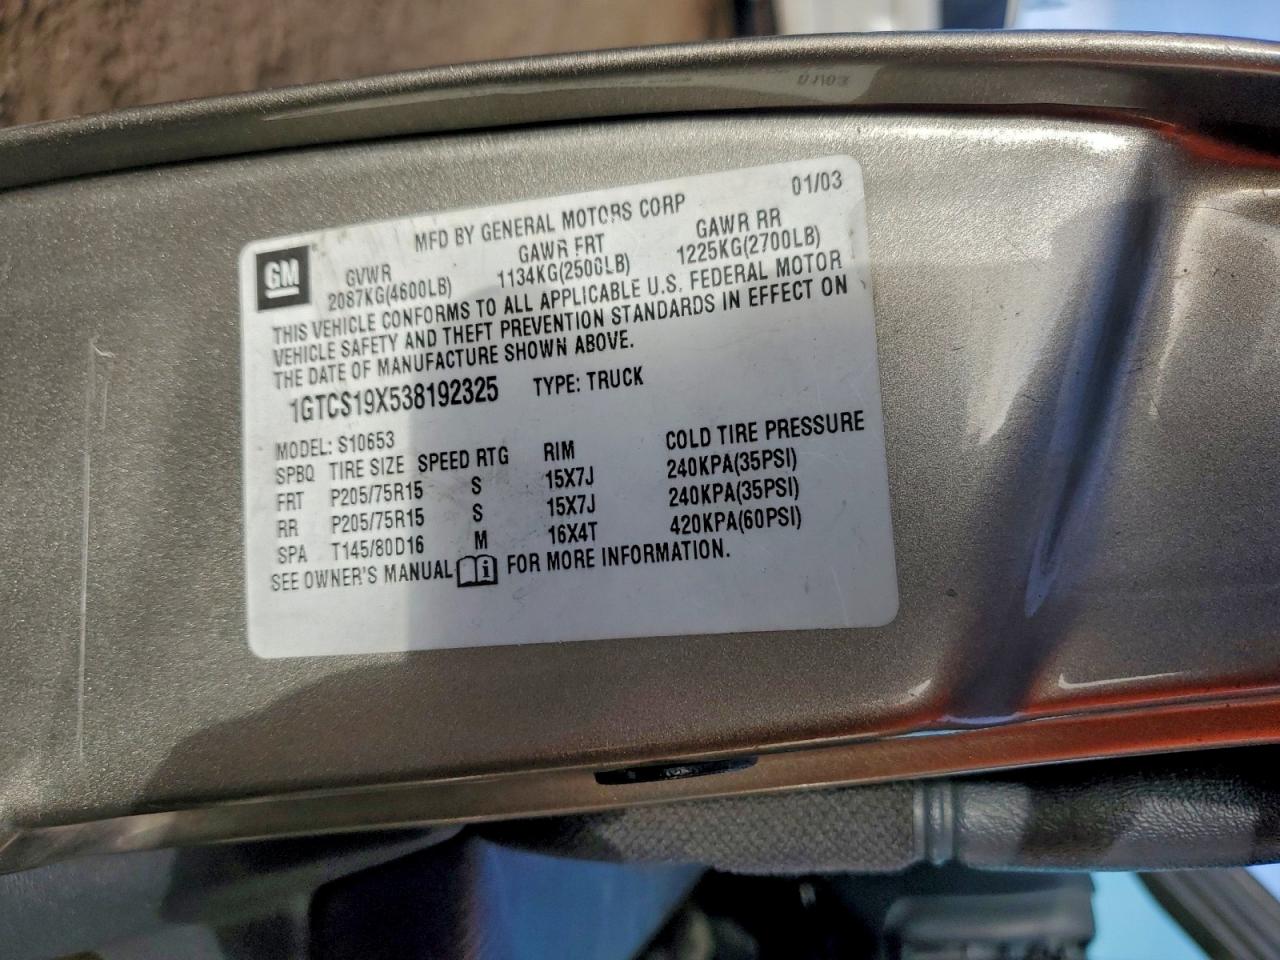 01/03
MFD BY GENERAL MOTORS CORP 01/03
GM GVWR GAWR FRT GAWR RR
2087KG(4600LB) 1134KG(2500LB) 1225KG(2700LB)
THIS VEHICLE CONFORMS TO ALL APPLICABLE U.S. FEDERAL MOTOR
VEHICLE SAFETY AND THEFT PREVENTION STANDARDS IN EFFECT ON
THE DATE OF MANUFACTURE SHOWN ABOVE.
1GTCS19X538192325 TYPE: TRUCK
MODEL: S10653
SPBQ TIRE SIZE SPEED RTG RIM COLD TIRE PRESSURE
FRT P205/75R15 S 15X7J 240KPA(35PSI)
RR P205/75R15 S 15X7J 240KPA(35PSI)
SPA T145/80D16 M 16X4T 420KPA(60PSI)
SEE OWNER'S MANUAL i FOR MORE INFORMATION.